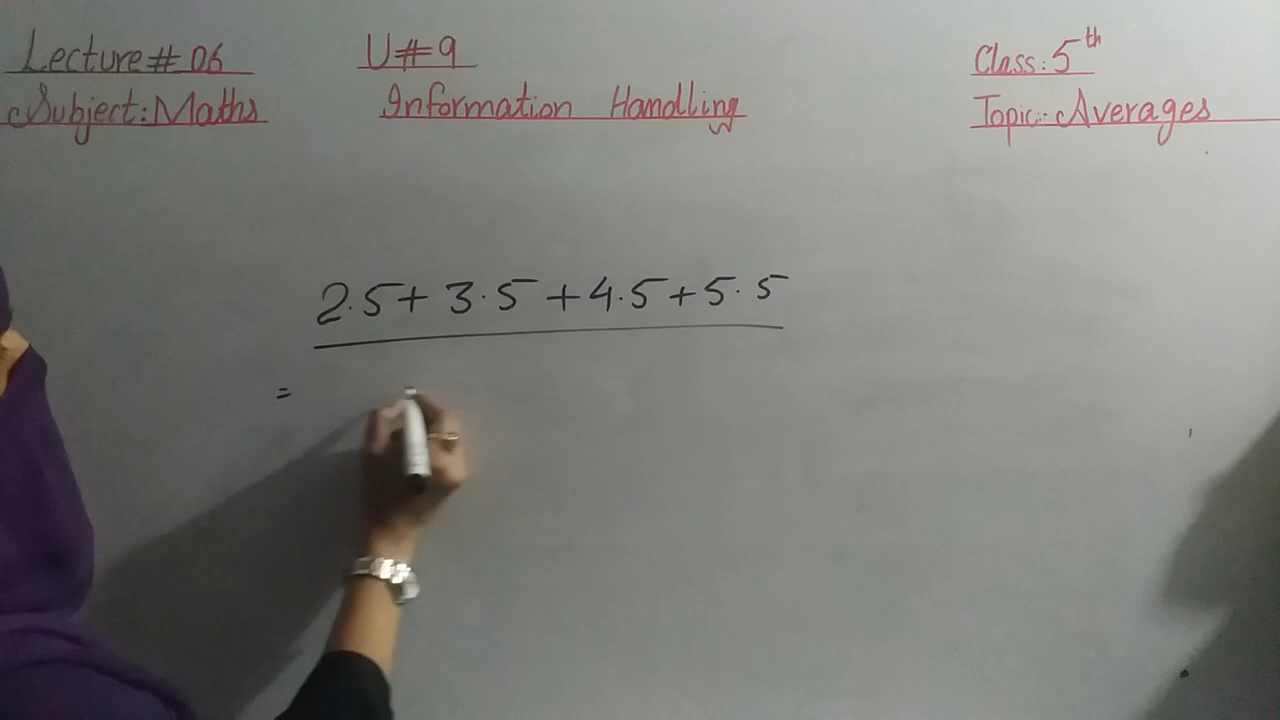 Lecture# 06
U#9
Class: 5th
Subject: Maths
Information Handling
Topic:- Averages
2.5+ 3.5 +4.5+5.5
=